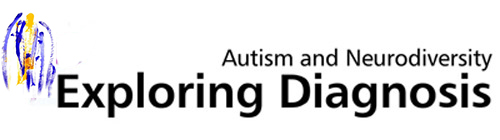 Autism and Neurodiversity
Exploring Diagnosis